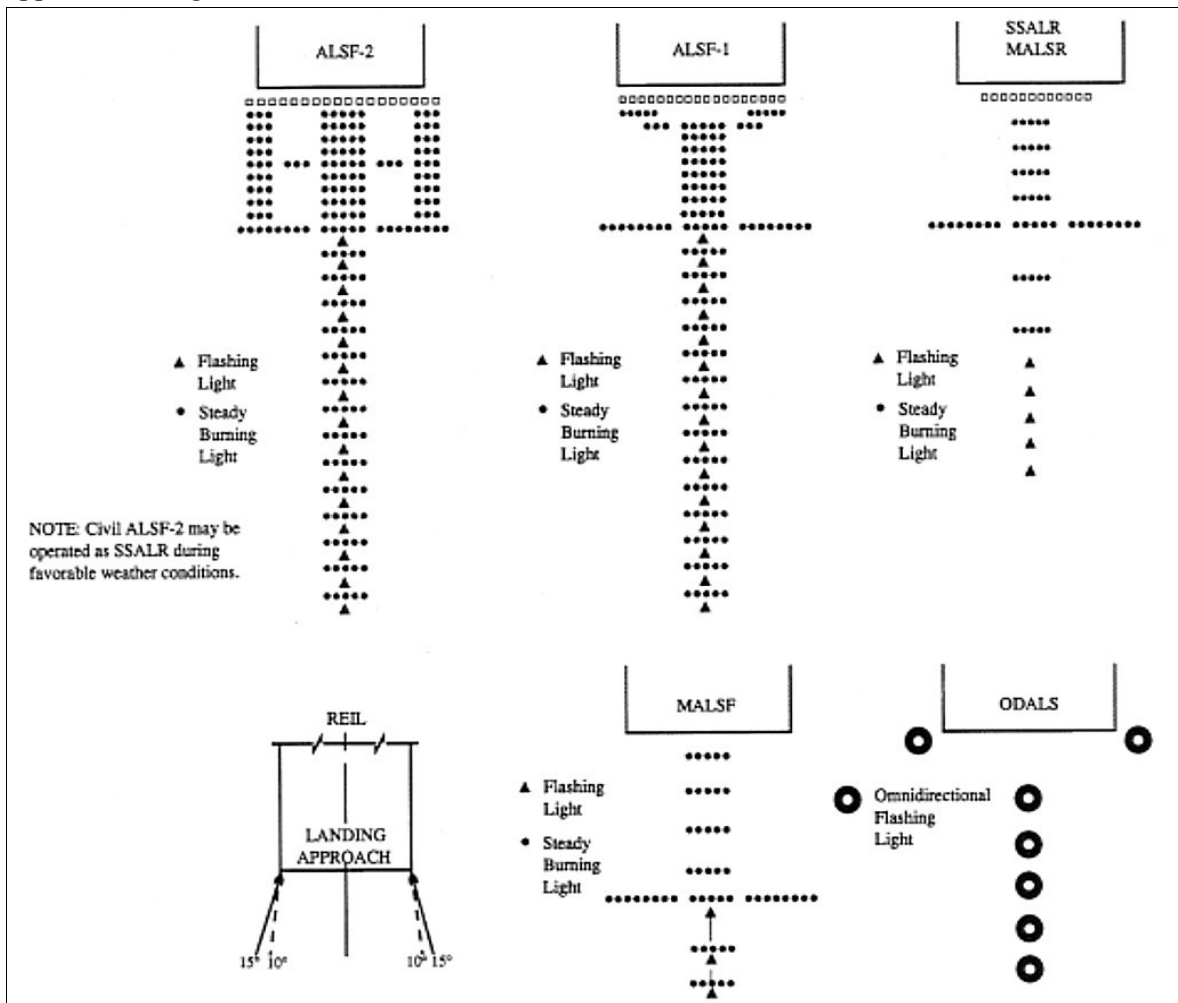 ALSF-2
ALSF-1
SSALR
MALSR
Flashing
Light
Steady
Burning
Light
Flashing
Light
Steady
Burning
Light
Flashing
Light
Steady
Burning
Light
NOTE: Civil ALSF-2 may be
operated as SSALR during
favorable weather conditions.
REIL
LANDING
APPROACH
15° 10°
10° 15°
MALSF
Flashing
Light
Steady
Burning
Light
ODALS
Omnidirectional
Flashing
Light